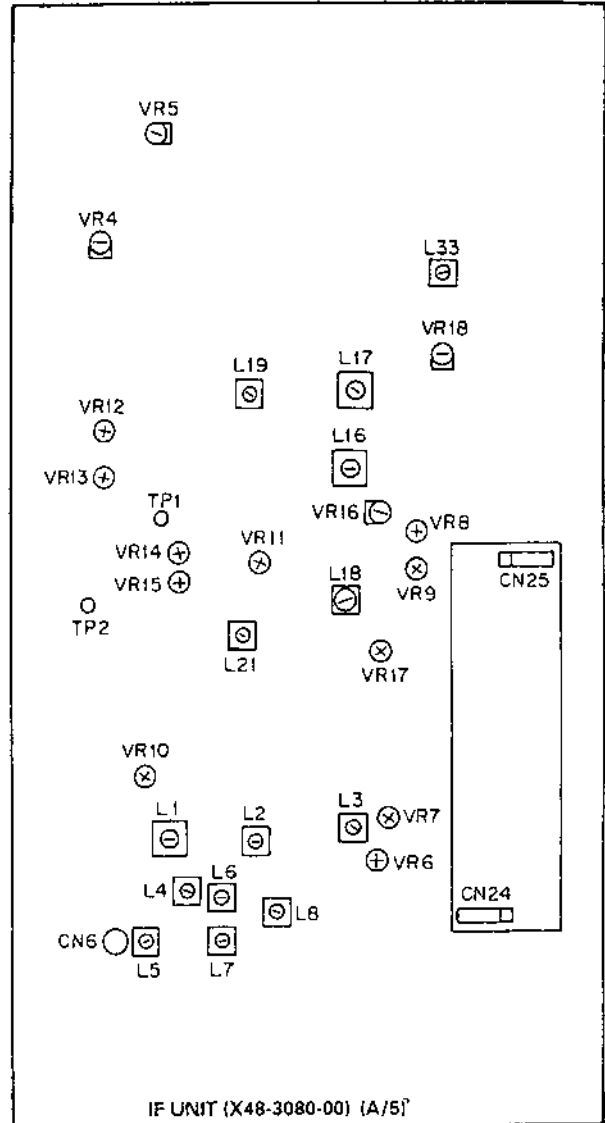 VR5
VR4
L33
VR18
L19
L17
VR12
L16
VR13
TP1
VR16
VR8
VR14
VR11
VR15
L18
VR9
CN25
TP2
L21
VR17
VR10
L1
L2
L3
VR7
L4
L6
VR6
L8
CN24
CN6
L5
L7
IF UNIT (X48-3080-00) (A/5)